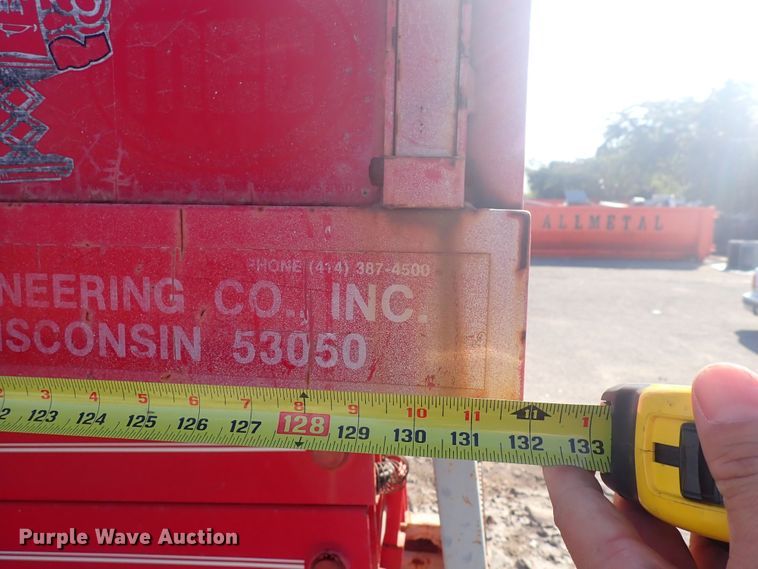 ALLMETAL
PHONE (414) 387-4500
NEERING CO., INC.
ISCONSIN 53050
3 4 5 6 7 8 9 10 11 11 1
2 123 124 125 126 127 128 129 130 131 132 133
Purple Wave Auction